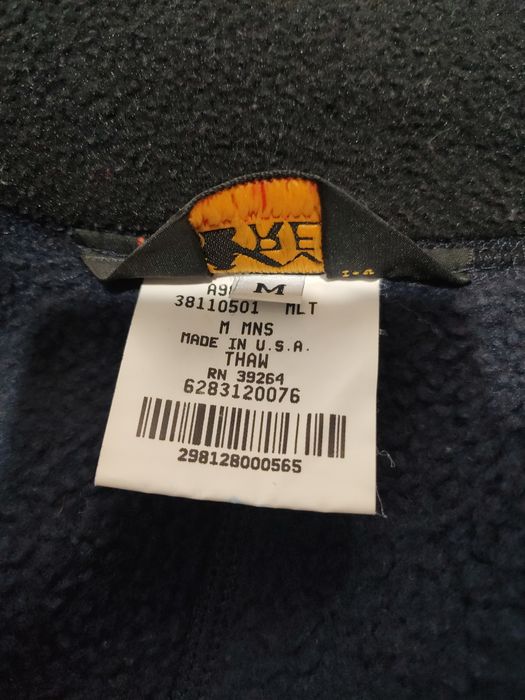 M
38110501 MLT
M MNS
MADE IN U.S.A.
THAW
RN 39264
6283120076
298128000565